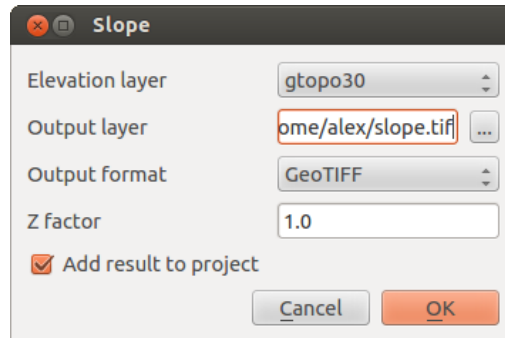 Slope
Elevation layer gtopo30
Output layer ome/alex/slope.tif ...
Output format GeoTIFF
Z factor 1.0
Add result to project
Cancel OK